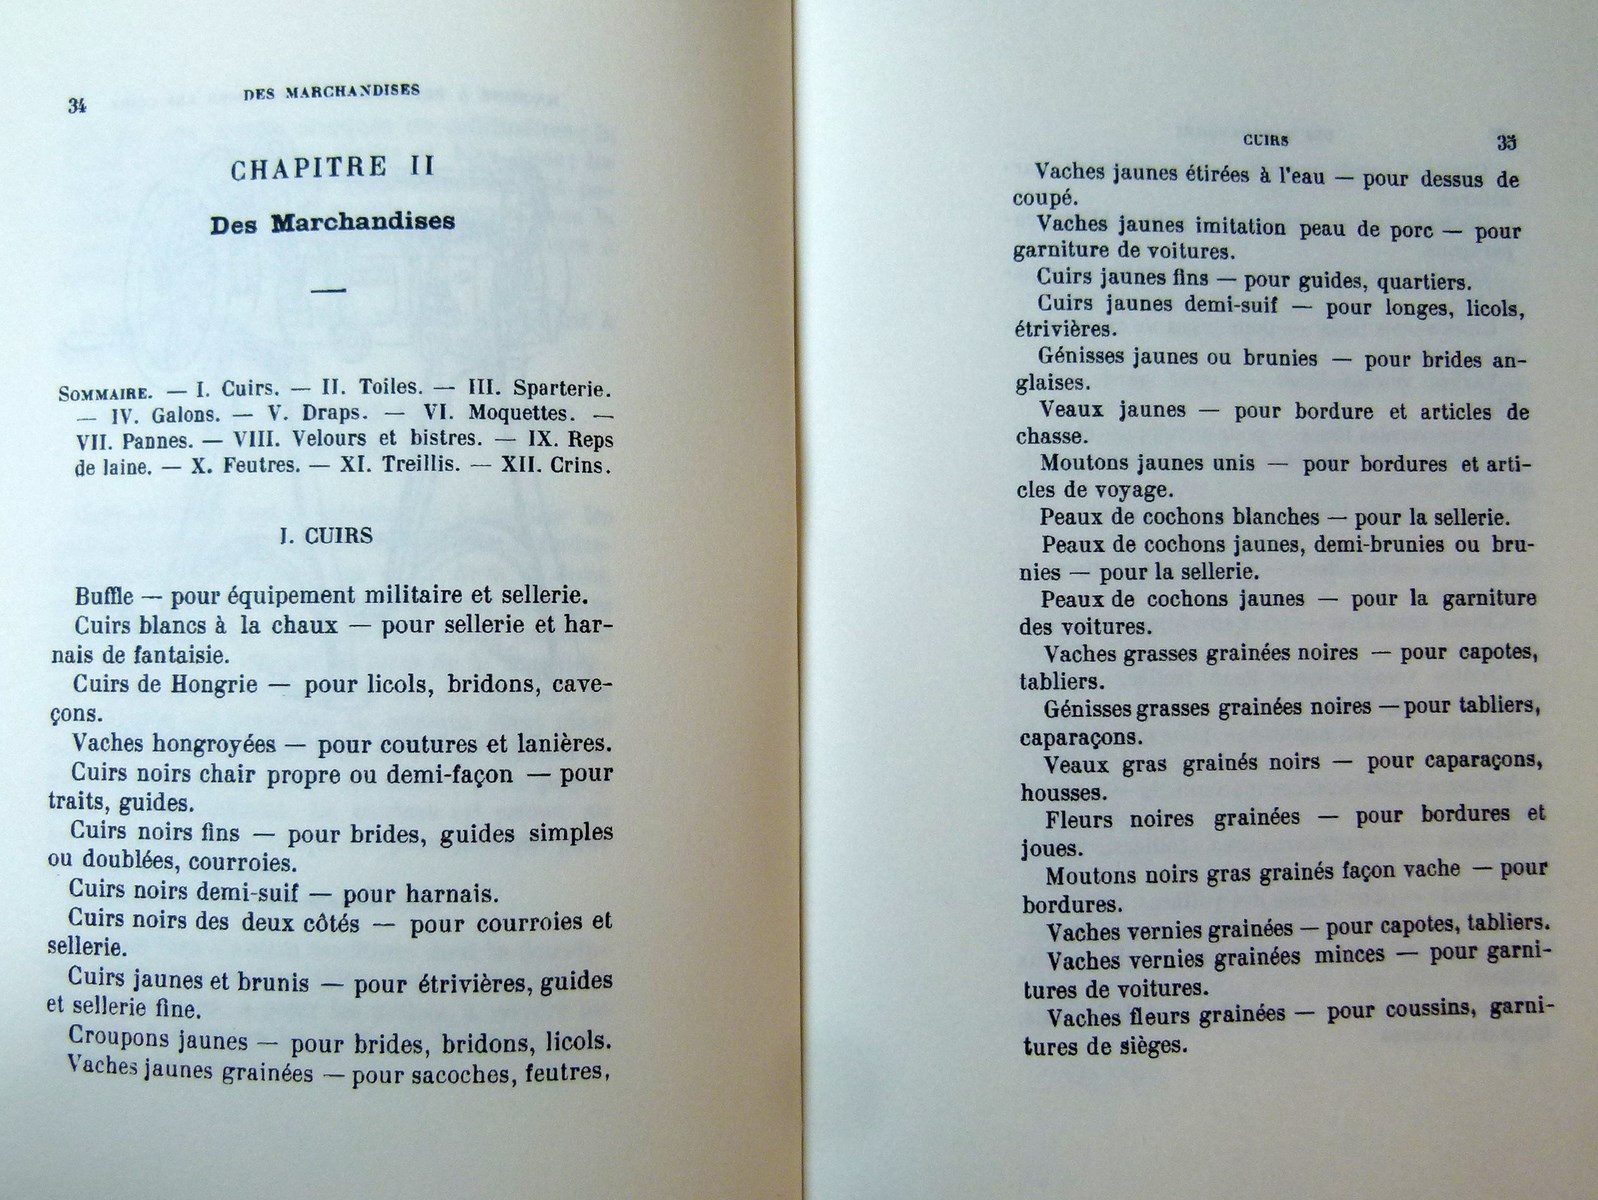 34
DES MARCHANDISES
CHAPITRE II
Des Marchandises
SOMMAIRE. — I. Cuirs. — II. Toiles. — III. Sparterie.
— IV. Galons. — V. Draps. — VI. Moquettes. —
VII. Pannes. — VIII. Velours et bistres. — IX. Reps
de laine. — X. Feutres. — XI. Treillis. — XII. Crins.
I. CUIRS
Buffle — pour équipement militaire et sellerie.
Cuirs blancs à la chaux — pour sellerie et har-
nais de fantaisie.
Cuirs de Hongrie — pour licols, bridons, cave-
çons.
Vaches hongroyées — pour coutures et lanières.
Cuirs noirs chair propre ou demi-façon — pour
traits, guides.
Cuirs noirs fins — pour brides, guides simples
ou doublées, courroies.
Cuirs noirs demi-suif — pour harnais.
Cuirs noirs des deux côtés — pour courroies et
sellerie.
Cuirs jaunes et brunis — pour étrivières, guides
et sellerie fine.
Croupons jaunes — pour brides, bridons, licols.
Vaches jaunes grainées — pour sacoches, feutres,
CUIRS
35
Vaches jaunes étirées à l'eau — pour dessus de
coupé.
Vaches jaunes imitation peau de porc — pour
garniture de voitures.
Cuirs jaunes fins — pour guides, quartiers.
Cuirs jaunes demi-suif — pour longes, licols,
étrivières.
Génisses jaunes ou brunies — pour brides an-
glaises.
Veaux jaunes — pour bordure et articles de
chasse.
Moutons jaunes unis — pour bordures et arti-
cles de voyage.
Peaux de cochons blanches — pour la sellerie.
Peaux de cochons jaunes, demi-brunies ou bru-
nies — pour la sellerie.
Peaux de cochons jaunes — pour la garniture
des voitures.
Vaches grasses grainées noires — pour capotes,
tabliers.
Génisses grasses grainées noires — pour tabliers,
caparaçons.
Veaux gras grainés noirs — pour caparaçons,
housses.
Fleurs noires grainées — pour bordures et
joues.
Moutons noirs gras grainés façon vache — pour
bordures.
Vaches vernies grainées — pour capotes, tabliers.
Vaches vernies grainées minces — pour garni-
tures de voitures.
Vaches fleurs grainées — pour coussins, garni-
tures de sièges.